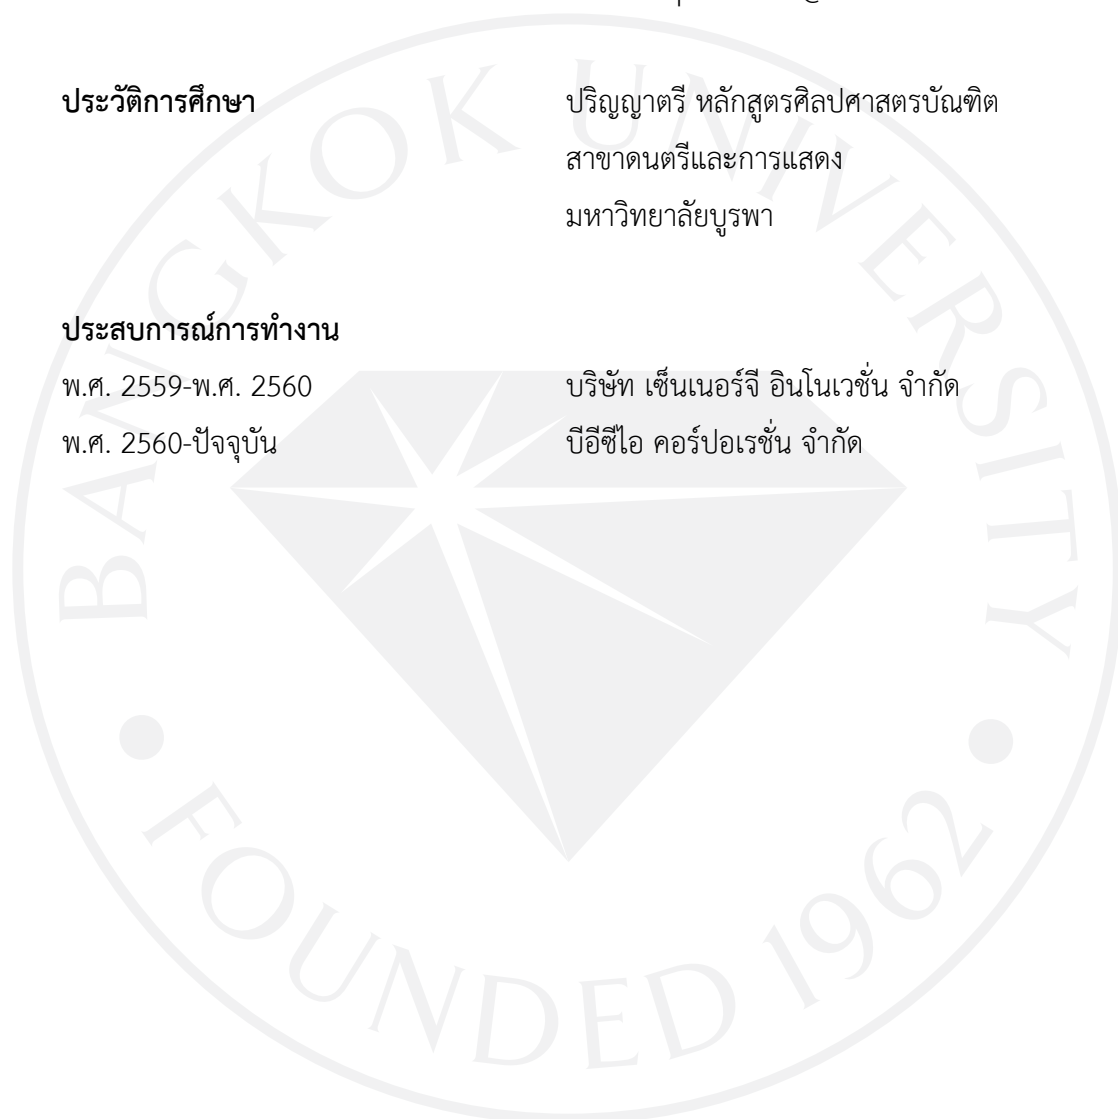 ประวัติการศึกษา ปริญญาตรี หลักสูตรศิลปศาสตรบัณฑิต
สาขาดนตรีและการแสดง
มหาวิทยาลัยบูรพา
ประสบการณ์การทำงาน
พ.ศ. 2559-พ.ศ. 2560 บริษัท เซ็นเนอร์จี อินโนเวชั่น จำกัด
พ.ศ. 2560-ปัจจุบัน บีอีซีไอ คอร์ปอเรชั่น จำกัด
BANGKOK UNIVERSITY
FOUNDED 1962